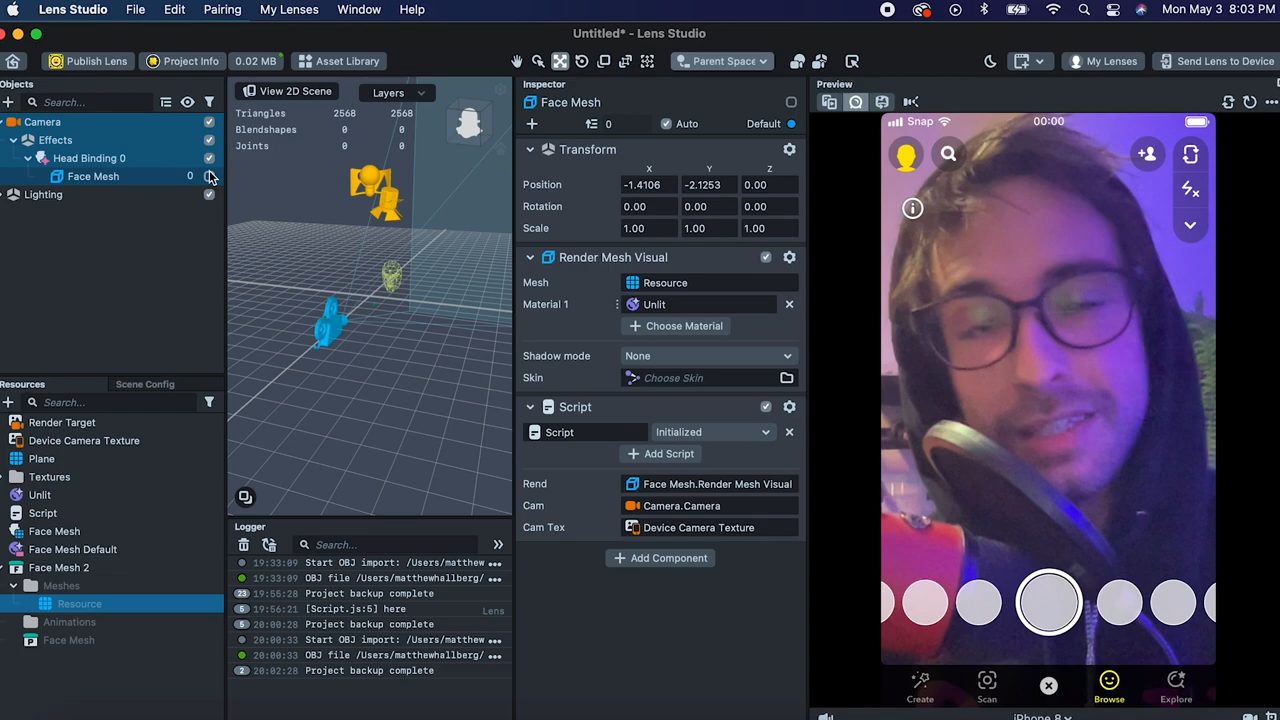 Lens Studio File Edit Pairing My Lenses Window Help Mon May 3 8:03 PM
Untitled* - Lens Studio
Publish Lens Project Info 0.02 MB Asset Library Parent Space My Lenses Send Lens to Device
Objects
Search...
Camera
Effects
Head Binding 0
Face Mesh 0
Lighting
Resources Scene Config
Search...
Render Target
Device Camera Texture
Plane
Textures
Unlit
Script
Face Mesh
Face Mesh Default
Face Mesh 2
Meshes
Resource
Animations
Face Mesh
View 2D Scene Layers
Triangles 2568 2568
Blendshapes 0 0
Joints 0 0
Logger
Search...
19:33:09 Start OBJ import: /Users/matthew
19:33:09 OBJ file /Users/matthewhallberg/
23 19:55:28 Project backup complete
5 19:56:21 [Script.js:5] here Lens
5 20:00:28 Project backup complete
20:00:33 Start OBJ import: /Users/matthew
20:00:33 OBJ file /Users/matthewhallberg/
2 20:02:28 Project backup complete
Inspector
Face Mesh
0 Auto Default
Transform
X Y Z
Position -1.4106 -2.1253 0.00
Rotation 0.00 0.00 0.00
Scale 1.00 1.00 1.00
Render Mesh Visual
Mesh Resource
Material 1 Unlit
+ Choose Material
Shadow mode None
Skin Choose Skin
Script
Script Initialized
+ Add Script
Rend Face Mesh.Render Mesh Visual
Cam Camera.Camera
Cam Tex Device Camera Texture
+ Add Component
Preview
Snap 00:00
Create Scan Browse Explore
iPhone 8